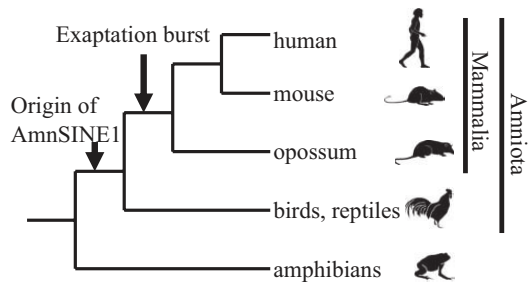 Exaptation burst
human
Origin of
AmnSINE1
mouse
opossum
birds, reptiles
amphibians
Mammalia
Amniota